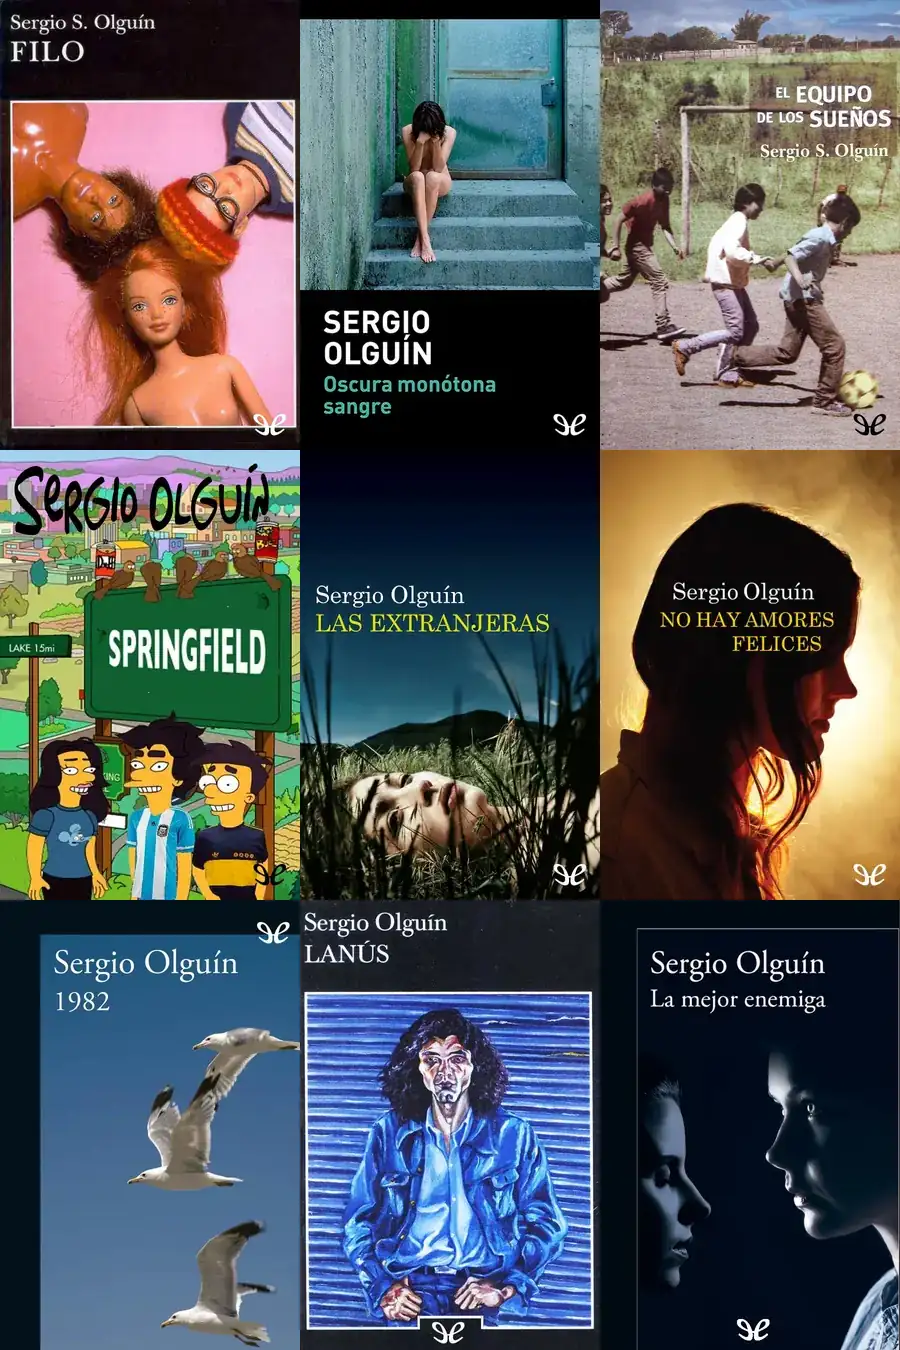 Sergio S. Olguín
FILO
SERGIO
OLGUÍN
Oscura monótona
sangre
EL EQUIPO
DE LOS SUEÑOS
Sergio S. Olguín
SERGIO OLGUÍN
LAKE 15mi
SPRINGFIELD
KING
Sergio Olguín
LAS EXTRANJERAS
Sergio Olguín
NO HAY AMORES
FELICES
Sergio Olguín
1982
Sergio Olguín
LANÚS
Sergio Olguín
La mejor enemiga